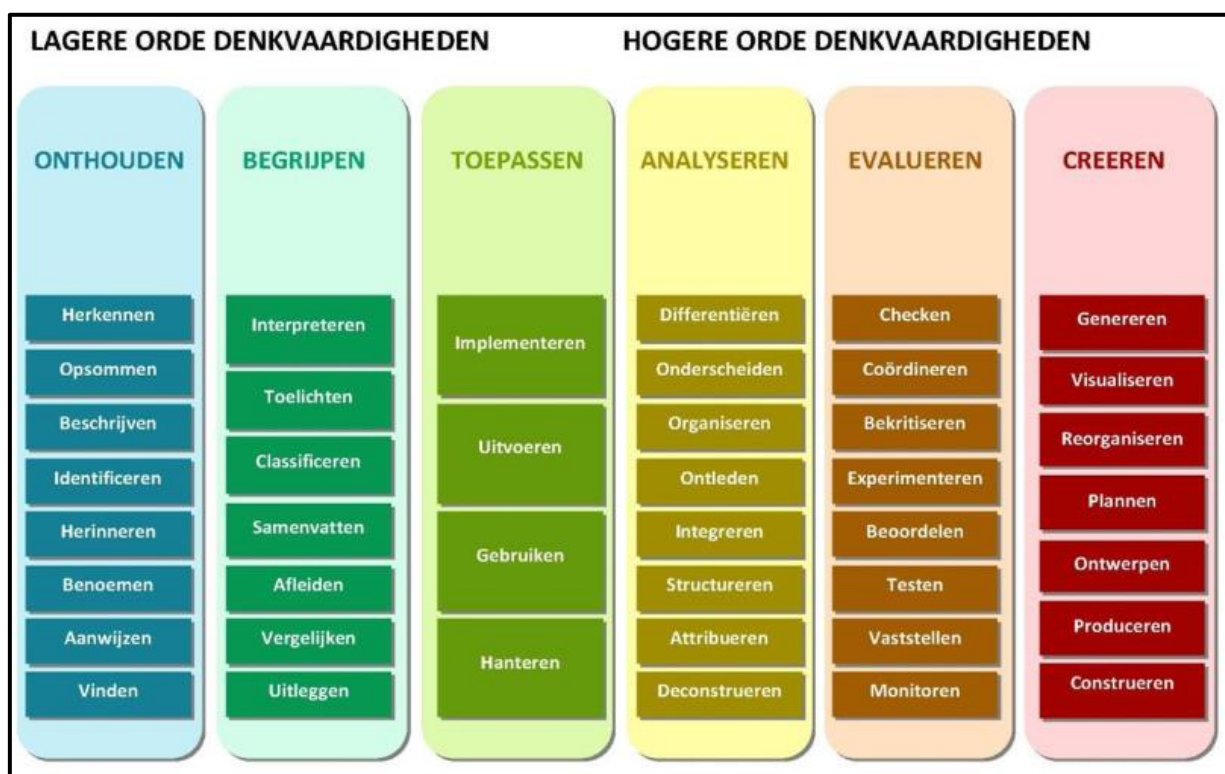 LAGERE ORDE DENKVAARDIGHEDEN
HOGERE ORDE DENKVAARDIGHEDEN
ONTHOUDEN
Herkennen
Opsommen
Beschrijven
Identificeren
Herinneren
Benoemen
Aanwijzen
Vinden
BEGRIJPEN
Interpreteren
Toelichten
Classificeren
Samenvatten
Afleiden
Vergelijken
Uitleggen
TOEPASSEN
Implementeren
Uitvoeren
Gebruiken
Hanteren
ANALYSEREN
Differentiëren
Onderscheiden
Organiseren
Ontleden
Integreren
Structureren
Attribueren
Deconstrueren
EVALUEREN
Checken
Coördineren
Bekritiseren
Experimenteren
Beoordelen
Testen
Vaststellen
Monitoren
CREEREN
Genereren
Visualiseren
Reorganiseren
Plannen
Ontwerpen
Produceren
Construeren